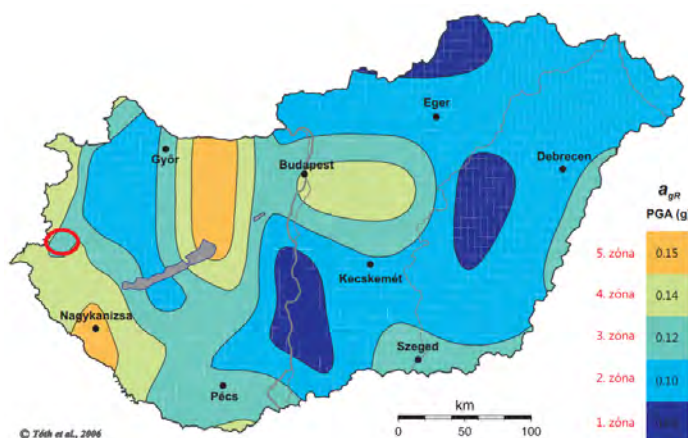 Eger
Győr
Budapest
Debrecen
a_gR
PGA (g)
5. zóna 0.15
Kecskemét
4. zóna 0.14
Nagykanizsa
3. zóna 0.12
Szeged
Pécs
2. zóna 0.10
km
1. zóna
0 50 100
© Tóth et al., 2006